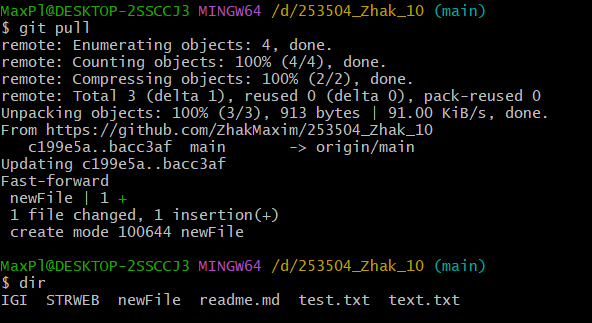 MaxPl@DESKTOP-2SSCCJ3 MINGW64 /d/253504_Zhak_10 (main)
$ git pull
remote: Enumerating objects: 4, done.
remote: Counting objects: 100% (4/4), done.
remote: Compressing objects: 100% (2/2), done.
remote: Total 3 (delta 1), reused 0 (delta 0), pack-reused 0
Unpacking objects: 100% (3/3), 913 bytes | 91.00 KiB/s, done.
From https://github.com/ZhakMaxim/253504_Zhak_10
   c199e5a..bacc3af  main       -> origin/main
Updating c199e5a..bacc3af
Fast-forward
 newFile | 1 +
 1 file changed, 1 insertion(+)
 create mode 100644 newFile
MaxPl@DESKTOP-2SSCCJ3 MINGW64 /d/253504_Zhak_10 (main)
$ dir
IGI  STRWEB  newFile  readme.md  test.txt  text.txt